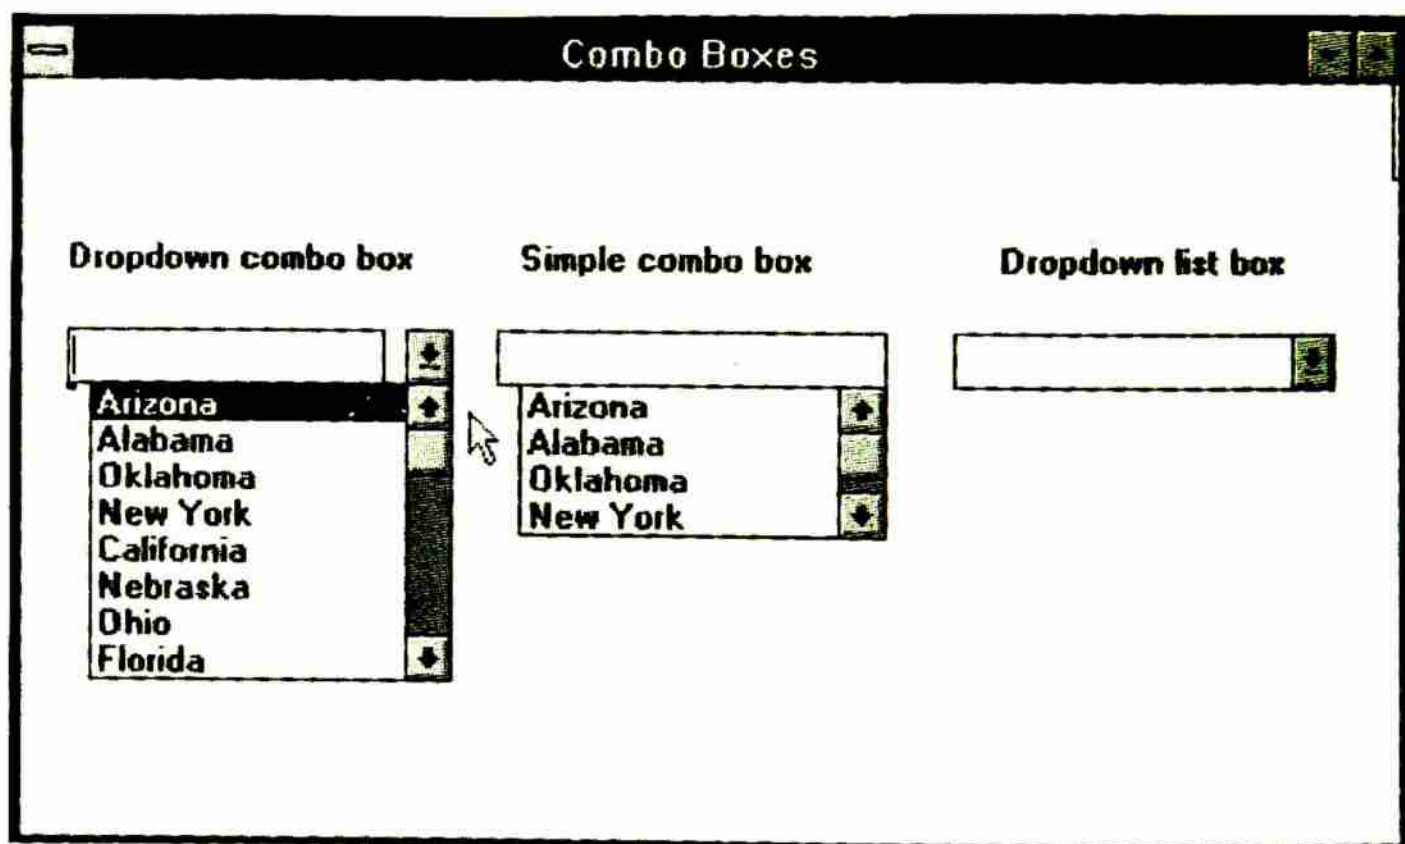 Combo Boxes
Dropdown combo box
Simple combo box
Dropdown list box
Arizona
Alabama
Oklahoma
New York
California
Nebraska
Ohio
Florida
Arizona
Alabama
Oklahoma
New York